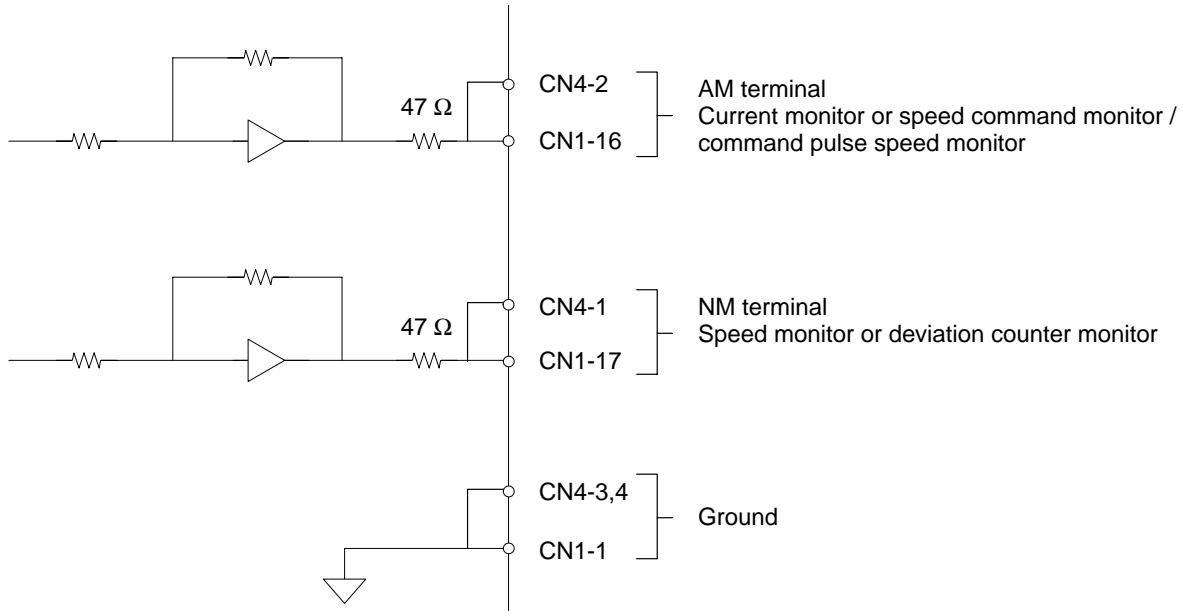 47 Ω
CN4-2
CN1-16
AM terminal
Current monitor or speed command monitor /
command pulse speed monitor
47 Ω
CN4-1
CN1-17
NM terminal
Speed monitor or deviation counter monitor
CN4-3,4
CN1-1
Ground